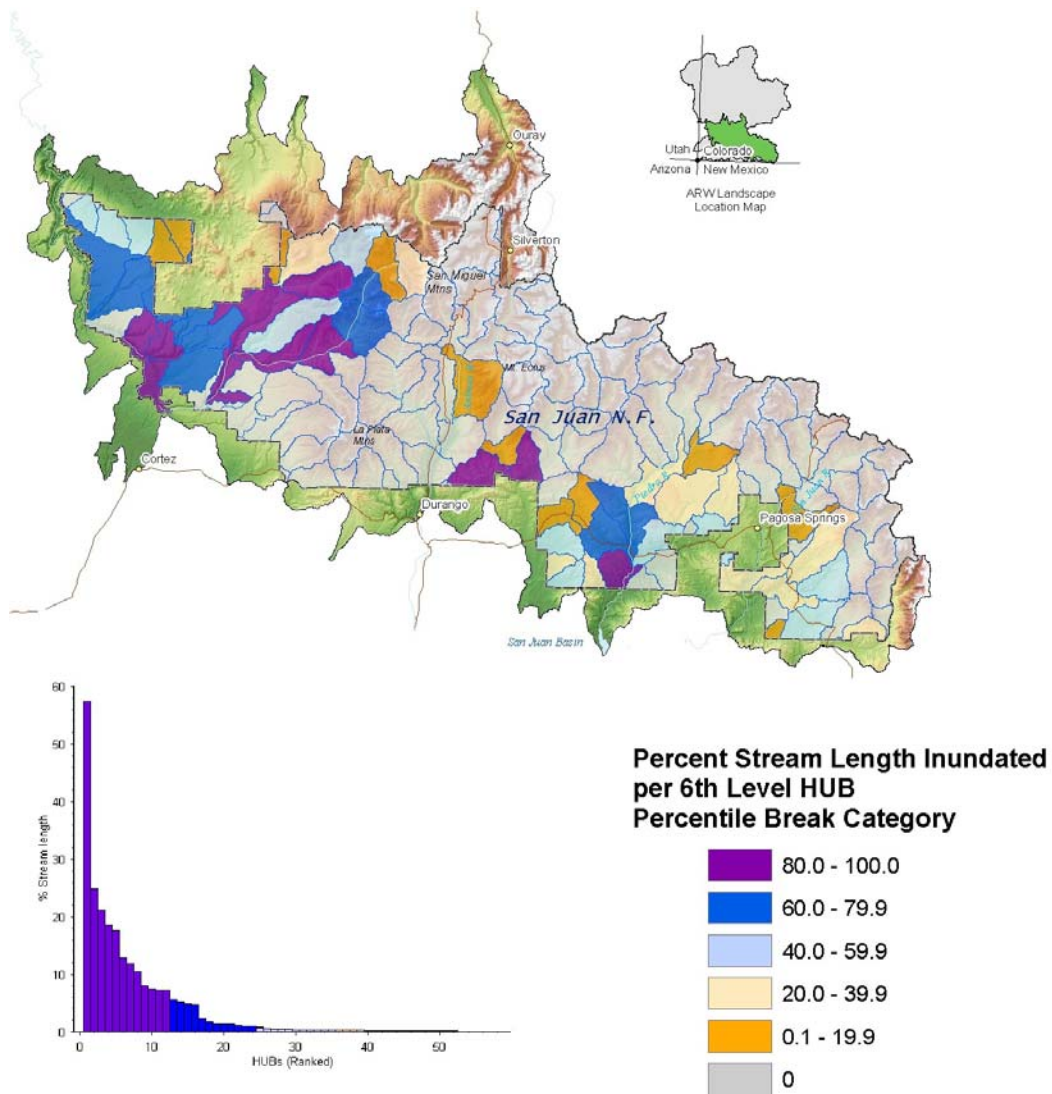 Ouray
Utah
Colorado
Arizona
New Mexico
ARW Landscape
Location Map
Silverton
San Miguel
Mtns
Mt. Eolus
San Juan N.F.
La Plata
Mtns
Cortez
Piedra R.
Durango
Pagosa Springs
San Juan Basin
60
50
40
30
20
10
0
% Stream length
0 10 20 30 40 50
HUBs (Ranked)
Percent Stream Length Inundated
per 6th Level HUB
Percentile Break Category
80.0 - 100.0
60.0 - 79.9
40.0 - 59.9
20.0 - 39.9
0.1 - 19.9
0